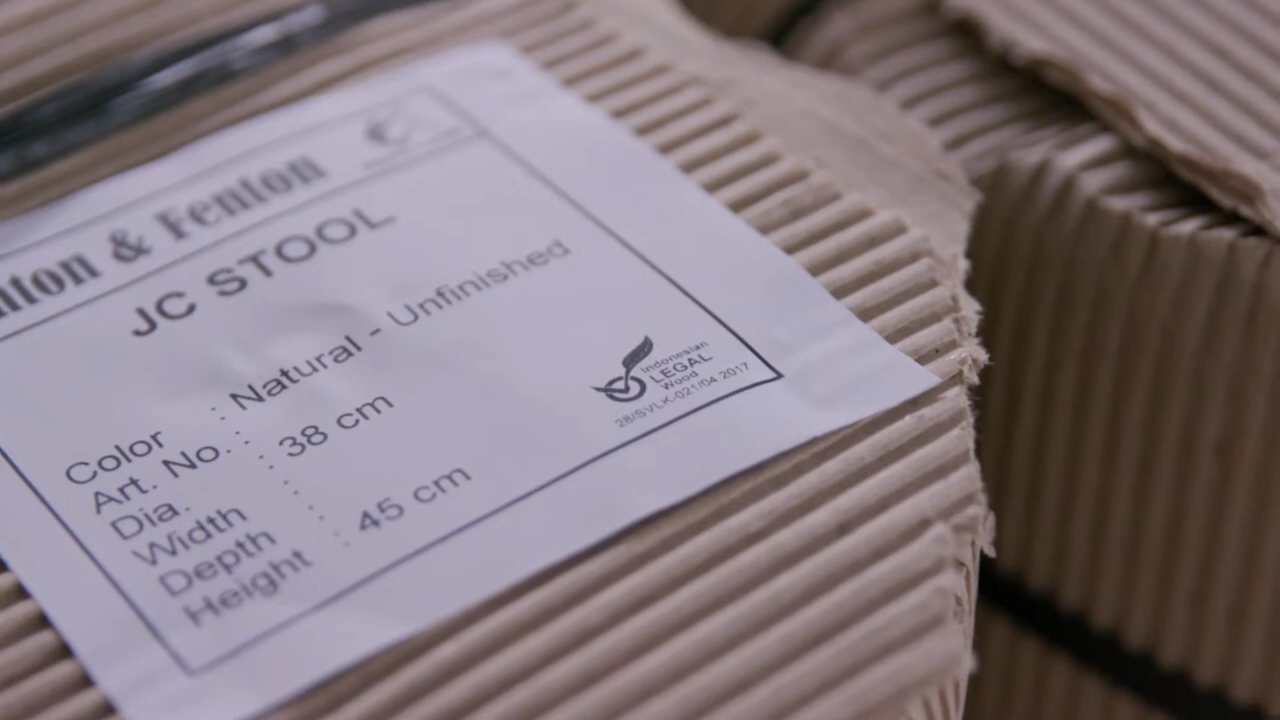 nton & Fenton
JC STOOL
Color : Natural - Unfinished
Art. No. :
Dia. : 38 cm
Width :
Depth :
Height : 45 cm
Indonesian
LEGAL
Wood
28/SVLK-021/04 2017